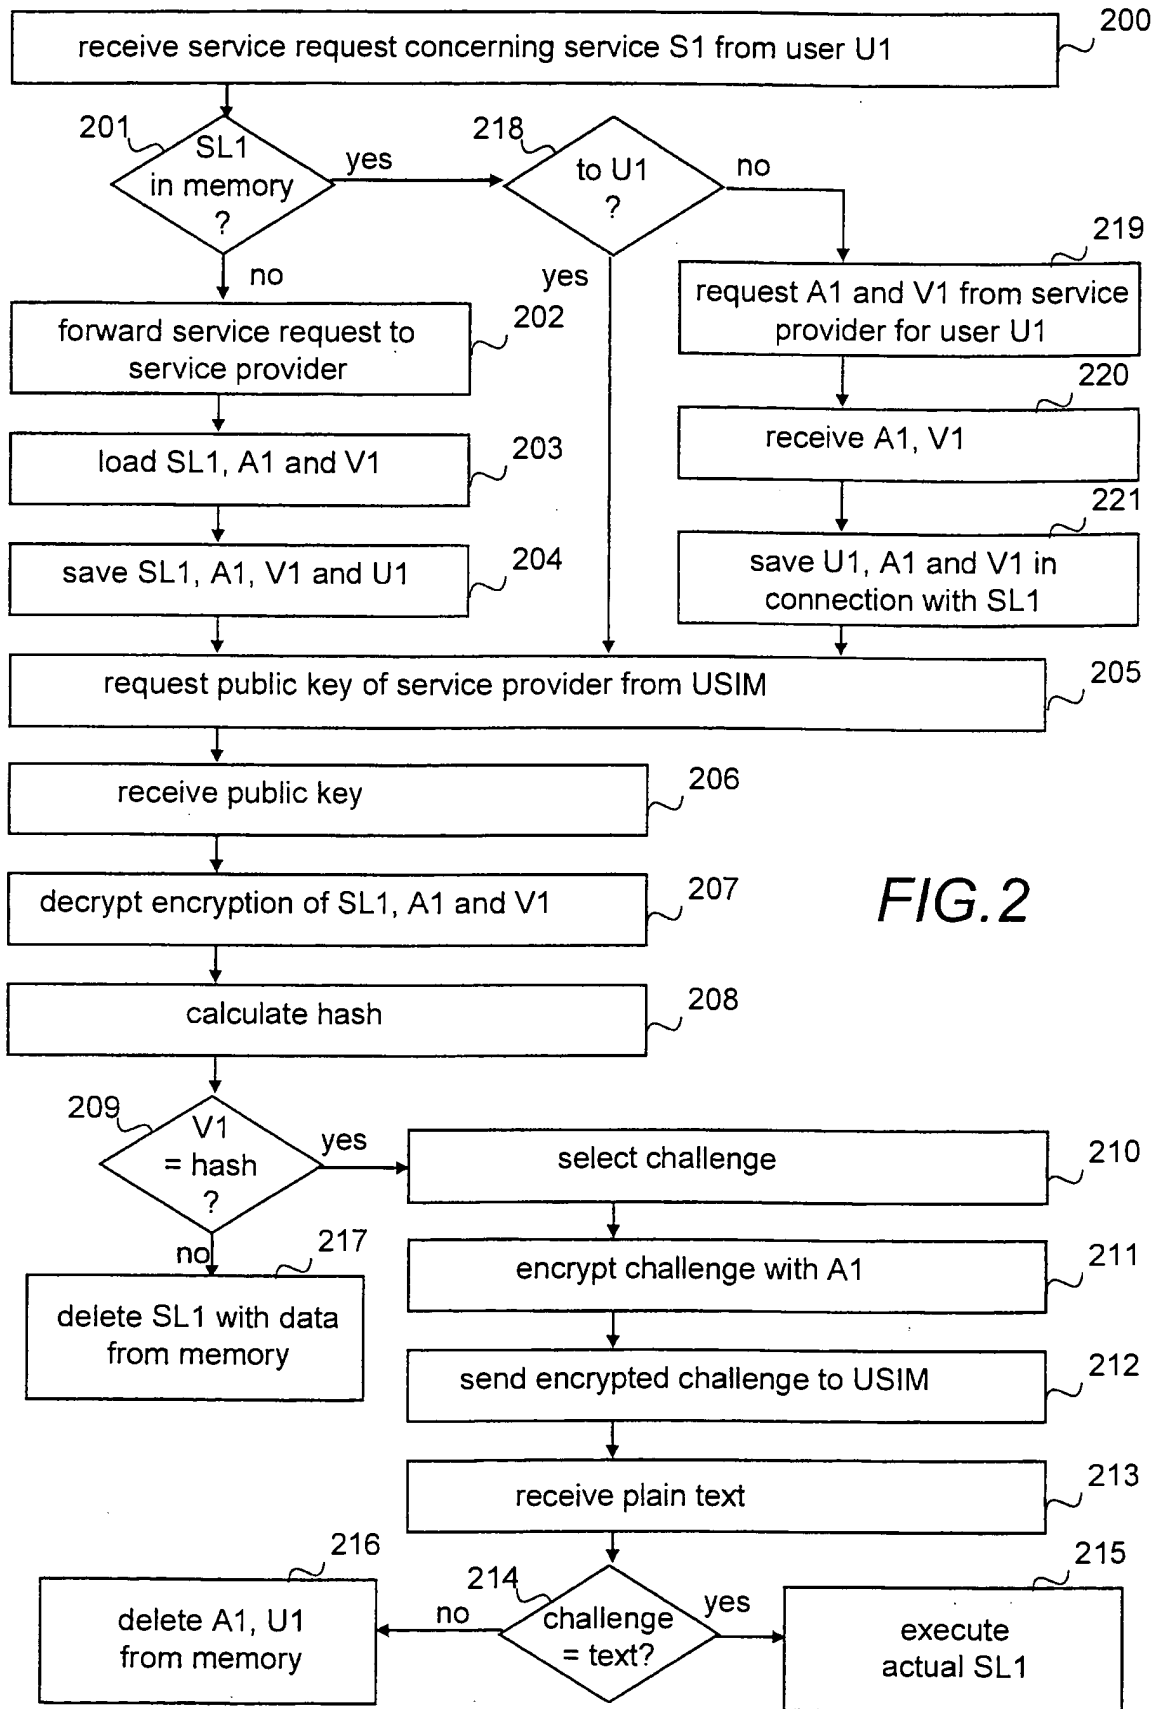 receive service request concerning service S1 from user U1
200
201
SL1
in memory
?
yes
218
to U1
?
no
219
no
yes
request A1 and V1 from service
provider for user U1
forward service request to
service provider
202
220
receive A1, V1
load SL1, A1 and V1
203
221
save SL1, A1, V1 and U1
204
save U1, A1 and V1 in
connection with SL1
request public key of service provider from USIM
205
receive public key
206
decrypt encryption of SL1, A1 and V1
207
FIG.2
calculate hash
208
209
V1
= hash
?
yes
select challenge
210
no
217
delete SL1 with data
from memory
encrypt challenge with A1
211
send encrypted challenge to USIM
212
receive plain text
213
216
delete A1, U1
from memory
no
214
challenge
= text?
yes
215
execute
actual SL1